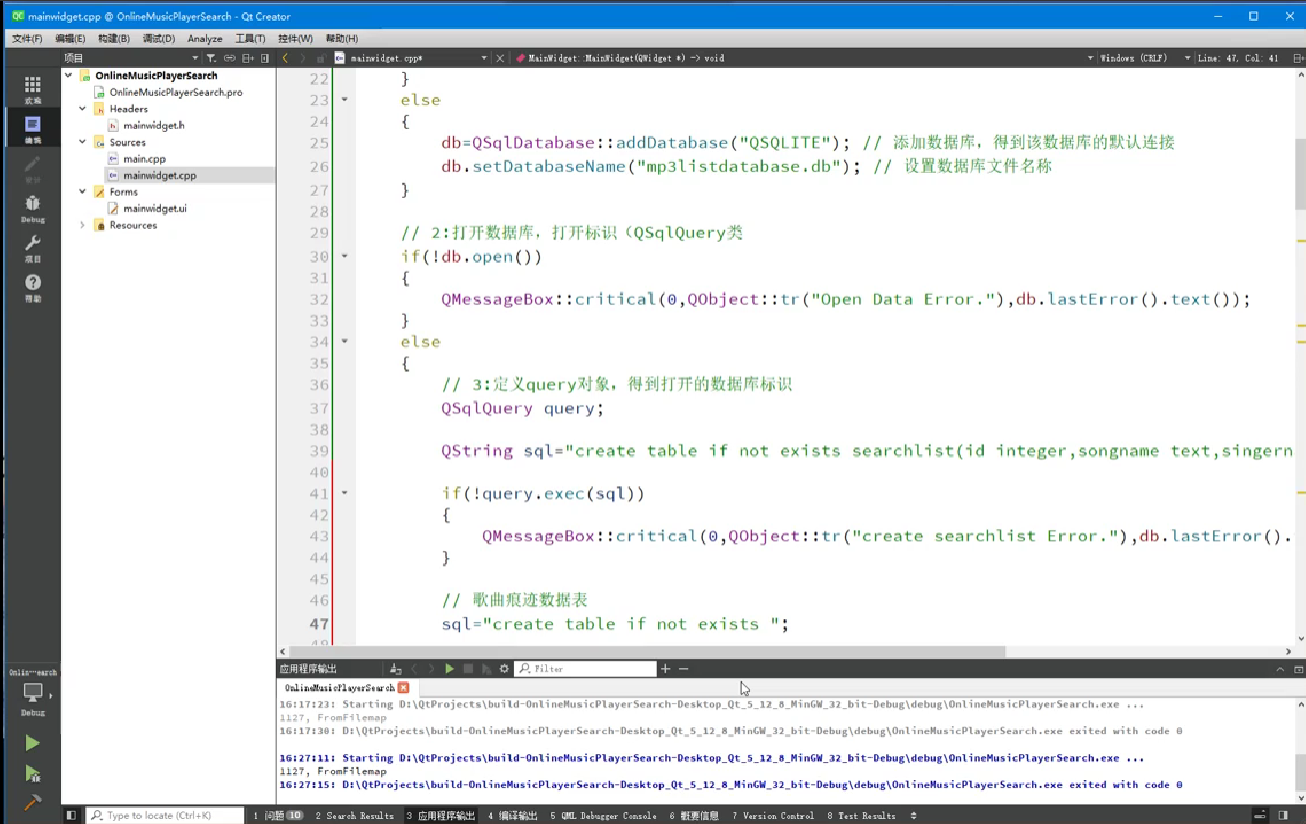 mainwidget.cpp @ OnlineMusicPlayerSearch - Qt Creator
文件(F) 编辑(E) 构建(B) 调试(D) Analyze 工具(T) 控件(W) 帮助(H)
项目 mainwidget.cpp* MainWidget::MainWidget(QWidget *) -> void Windows (CRLF) Line: 47, Col: 41
欢迎
编辑
设计
Debug
项目
帮助
OnlineMusicPlayerSearch
OnlineMusicPlayerSearch.pro
Headers
mainwidget.h
Sources
main.cpp
mainwidget.cpp
Forms
mainwidget.ui
Resources
22 }
23 else
24 {
25 db=QSqlDatabase::addDatabase("QSQLITE"); // 添加数据库，得到该数据库的默认连接
26 db.setDatabaseName("mp3listdatabase.db"); // 设置数据库文件名称
27 }
28
29 // 2:打开数据库，打开标识（QSqlQuery类
30 if(!db.open())
31 {
32 QMessageBox::critical(0,QObject::tr("Open Data Error."),db.lastError().text());
33 }
34 else
35 {
36 // 3:定义query对象，得到打开的数据库标识
37 QSqlQuery query;
38
39 QString sql="create table if not exists searchlist(id integer,songname text,singern
40
41 if(!query.exec(sql))
42 {
43 QMessageBox::critical(0,QObject::tr("create searchlist Error."),db.lastError().
44 }
45
46 // 歌曲痕迹数据表
47 sql="create table if not exists ";
48
应用程序输出 Filter
OnlineMusicPlayerSearch
16:17:23: Starting D:\QtProjects\build-OnlineMusicPlayerSearch-Desktop_Qt_5_12_8_MinGW_32_bit-Debug\debug\OnlineMusicPlayerSearch.exe ...
1127, FromFilemap
16:17:30: D:\QtProjects\build-OnlineMusicPlayerSearch-Desktop_Qt_5_12_8_MinGW_32_bit-Debug\debug\OnlineMusicPlayerSearch.exe exited with code 0
16:27:11: Starting D:\QtProjects\build-OnlineMusicPlayerSearch-Desktop_Qt_5_12_8_MinGW_32_bit-Debug\debug\OnlineMusicPlayerSearch.exe ...
1127, FromFilemap
16:27:15: D:\QtProjects\build-OnlineMusicPlayerSearch-Desktop_Qt_5_12_8_MinGW_32_bit-Debug\debug\OnlineMusicPlayerSearch.exe exited with code 0
Onlin···earch
Debug
Type to locate (Ctrl+K) 1 问题 10 2 Search Results 3 应用程序输出 4 编译输出 5 QML Debugger Console 6 概要信息 7 Version Control 8 Test Results